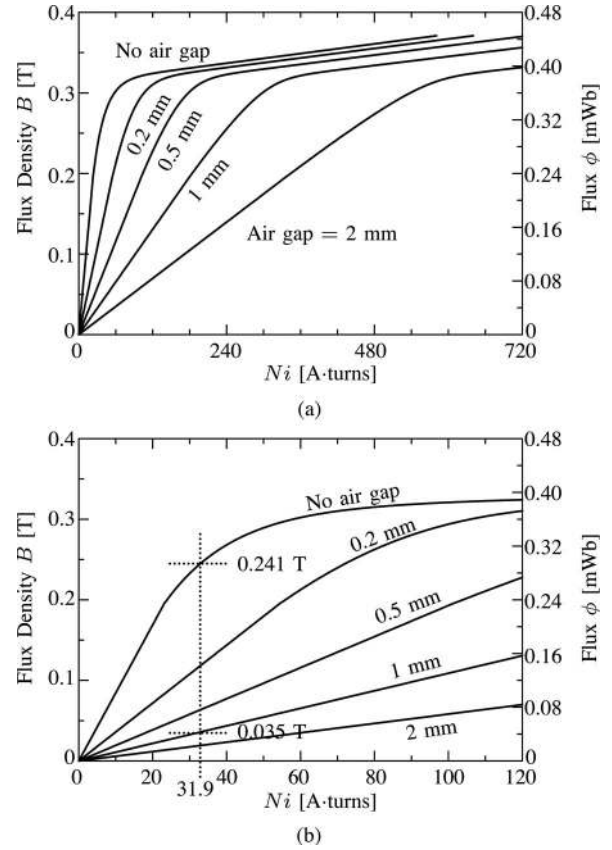 0.4
0.3
0.2
0.1
0
Flux Density B [T]
0.48
0.40
0.32
0.24
0.16
0.08
0
Flux ϕ [mWb]
No air gap
0.2 mm
0.5 mm
1 mm
Air gap = 2 mm
0
240
480
720
Ni [A·turns]
(a)
0.4
0.3
0.2
0.1
0
Flux Density B [T]
0.48
0.40
0.32
0.24
0.16
0.08
0
Flux ϕ [mWb]
No air gap
0.2 mm
0.241 T
0.5 mm
1 mm
0.035 T
2 mm
0
20
40
60
80
100
120
31.9
Ni [A·turns]
(b)